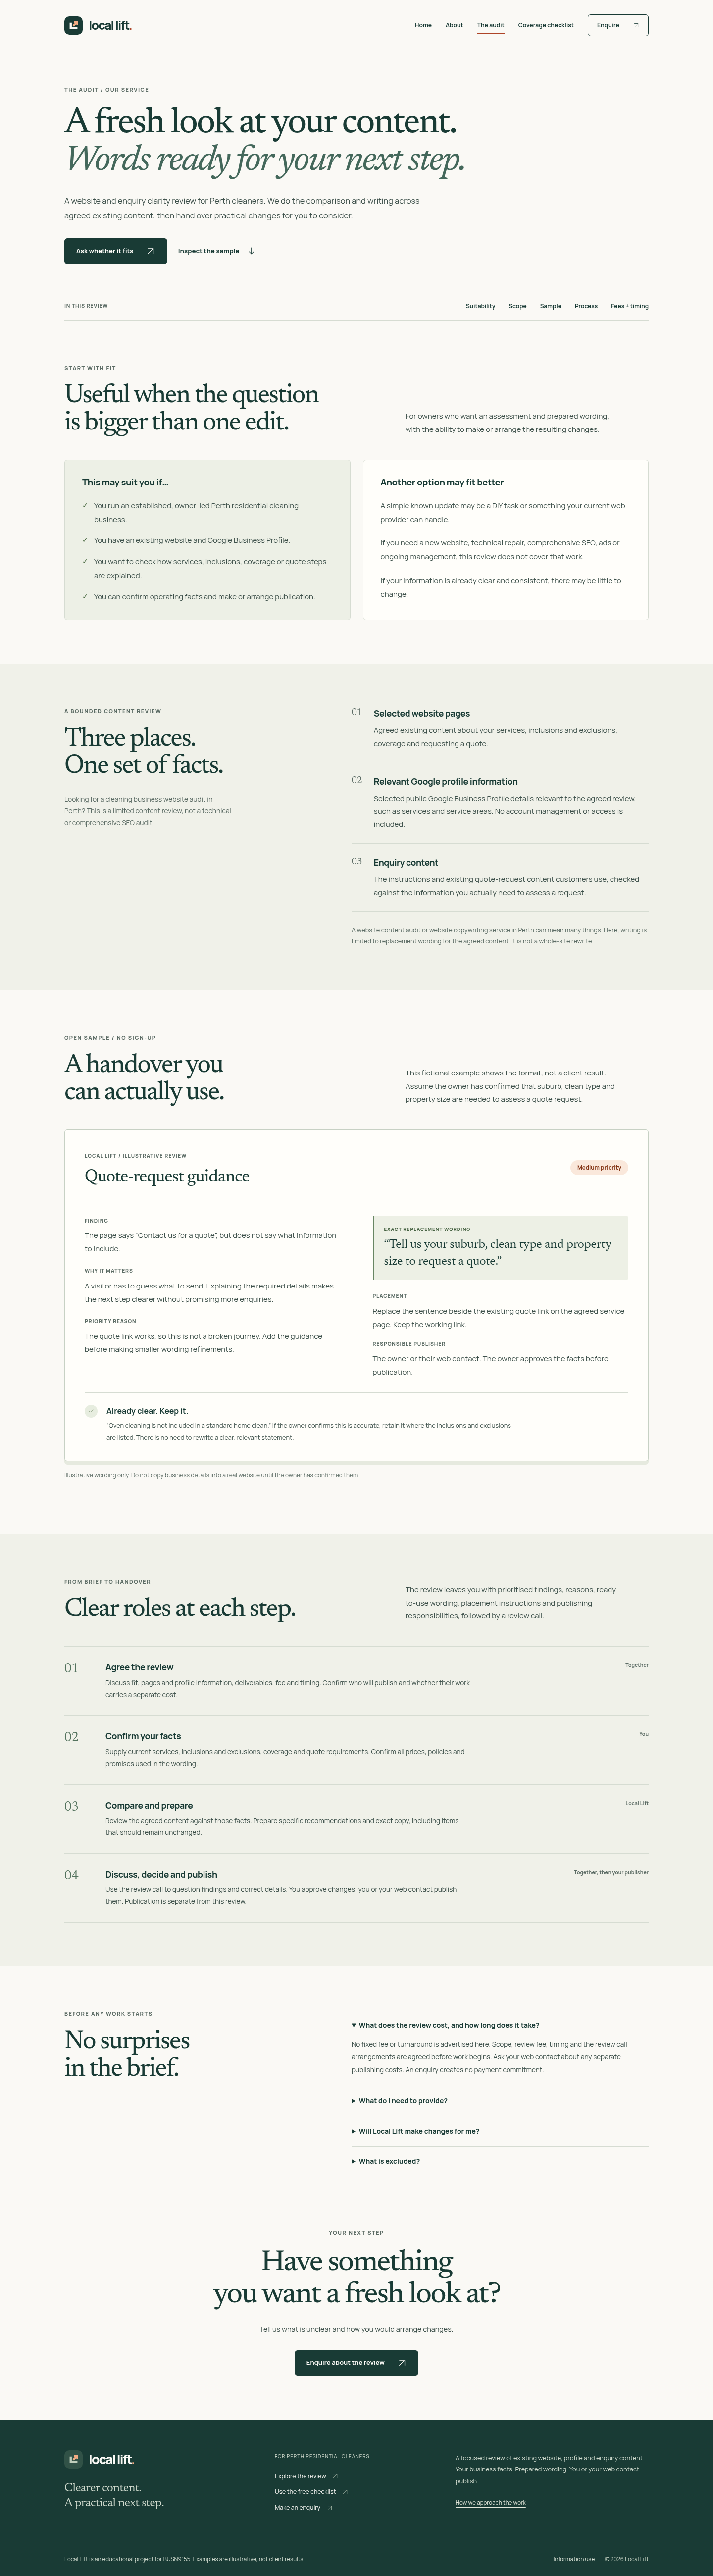 local lift.
Home
About
The audit
Coverage checklist
Enquire
THE AUDIT / OUR SERVICE
A fresh look at your content.
Words ready for your next step.
A website and enquiry clarity review for Perth cleaners. We do the comparison and writing across
agreed existing content, then hand over practical changes for you to consider.
Ask whether it fits
Inspect the sample
IN THIS REVIEW
Suitability
Scope
Sample
Process
Fees + timing
START WITH FIT
Useful when the question
is bigger than one edit.
For owners who want an assessment and prepared wording,
with the ability to make or arrange the resulting changes.
This may suit you if…
✓ You run an established, owner-led Perth residential cleaning
business.
✓ You have an existing website and Google Business Profile.
✓ You want to check how services, inclusions, coverage or quote steps
are explained.
✓ You can confirm operating facts and make or arrange publication.
Another option may fit better
A simple known update may be a DIY task or something your current web
provider can handle.
If you need a new website, technical repair, comprehensive SEO, ads or
ongoing management, this review does not cover that work.
If your information is already clear and consistent, there may be little to
change.
A BOUNDED CONTENT REVIEW
Three places.
One set of facts.
Looking for a cleaning business website audit in
Perth? This is a limited content review, not a technical
or comprehensive SEO audit.
01
Selected website pages
Agreed existing content about your services, inclusions and exclusions,
coverage and requesting a quote.
02
Relevant Google profile information
Selected public Google Business Profile details relevant to the agreed review,
such as services and service areas. No account management or access is
included.
03
Enquiry content
The instructions and existing quote-request content customers use, checked
against the information you actually need to assess a request.
A website content audit or website copywriting service in Perth can mean many things. Here, writing is
limited to replacement wording for the agreed content. It is not a whole-site rewrite.
OPEN SAMPLE / NO SIGN-UP
A handover you
can actually use.
This fictional example shows the format, not a client result.
Assume the owner has confirmed that suburb, clean type and
property size are needed to assess a quote request.
LOCAL LIFT / ILLUSTRATIVE REVIEW
Quote-request guidance
Medium priority
FINDING
The page says “Contact us for a quote”, but does not say what information
to include.
WHY IT MATTERS
A visitor has to guess what to send. Explaining the required details makes
the next step clearer without promising more enquiries.
PRIORITY REASON
The quote link works, so this is not a broken journey. Add the guidance
before making smaller wording refinements.
EXACT REPLACEMENT WORDING
“Tell us your suburb, clean type and property
size to request a quote.”
PLACEMENT
Replace the sentence beside the existing quote link on the agreed service
page. Keep the working link.
RESPONSIBLE PUBLISHER
The owner or their web contact. The owner approves the facts before
publication.
✓ Already clear. Keep it.
“Oven cleaning is not included in a standard home clean.” If the owner confirms this is accurate, retain it where the inclusions and exclusions
are listed. There is no need to rewrite a clear, relevant statement.
Illustrative wording only. Do not copy business details into a real website until the owner has confirmed them.
FROM BRIEF TO HANDOVER
Clear roles at each step.
The review leaves you with prioritised findings, reasons, ready-
to-use wording, placement instructions and publishing
responsibilities, followed by a review call.
01
Agree the review
Discuss fit, pages and profile information, deliverables, fee and timing. Confirm who will publish and whether their work
carries a separate cost.
Together
02
Confirm your facts
Supply current services, inclusions and exclusions, coverage and quote requirements. Confirm all prices, policies and
promises used in the wording.
You
03
Compare and prepare
Review the agreed content against those facts. Prepare specific recommendations and exact copy, including items
that should remain unchanged.
Local Lift
04
Discuss, decide and publish
Use the review call to question findings and correct details. You approve changes; you or your web contact publish
them. Publication is separate from this review.
Together, then your publisher
BEFORE ANY WORK STARTS
No surprises
in the brief.
▼ What does the review cost, and how long does it take?
No fixed fee or turnaround is advertised here. Scope, review fee, timing and the review call
arrangements are agreed before work begins. Ask your web contact about any separate
publishing costs. An enquiry creates no payment commitment.
▶ What do I need to provide?
▶ Will Local Lift make changes for me?
▶ What is excluded?
YOUR NEXT STEP
Have something
you want a fresh look at?
Tell us what is unclear and how you would arrange changes.
Enquire about the review
local lift.
Clearer content.
A practical next step.
FOR PERTH RESIDENTIAL CLEANERS
Explore the review
Use the free checklist
Make an enquiry
A focused review of existing website, profile and enquiry content.
Your business facts. Prepared wording. You or your web contact
publish.
How we approach the work
Local Lift is an educational project for BUSN9155. Examples are illustrative, not client results.
Information use
© 2026 Local Lift